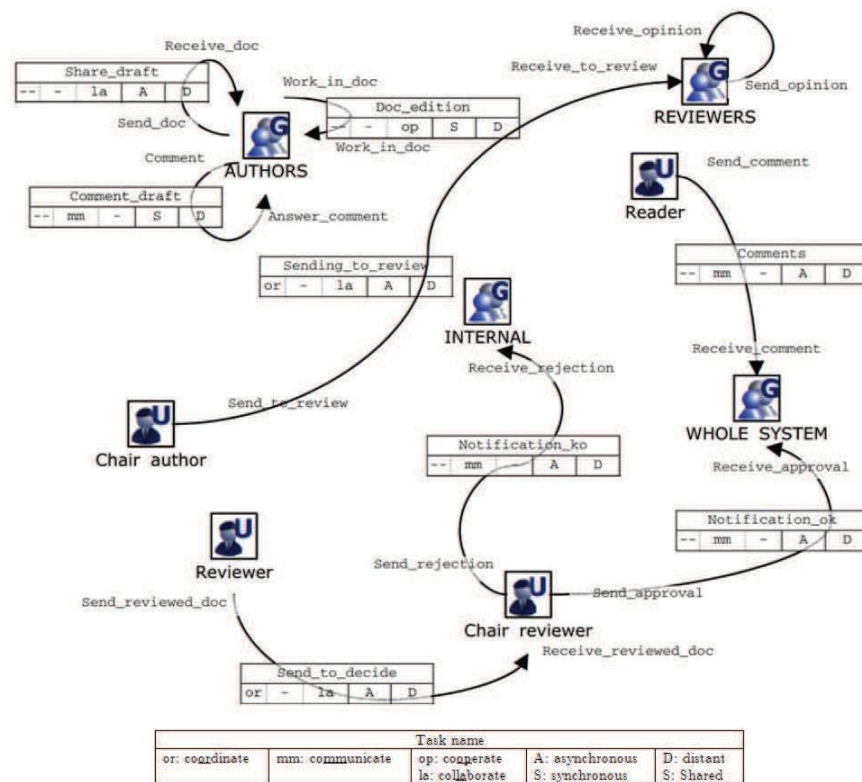 Receive_doc
Share_draft
-- - la A D
Send_doc
Work_in_doc
Doc_edition
-- - op S D
Work_in_doc
G
AUTHORS
Comment
Comment_draft
-- mm - S D
Answer_comment
Receive_opinion
Receive_to_review
G
Send_opinion
REVIEWERS
Send_comment
U
Reader
Comments
-- mm - A D
Sending_to_review
or - la A D
G
INTERNAL
Receive_rejection
Receive_comment
G
WHOLE SYSTEM
Receive_approval
Send_to_review
U
Chair author
Notification_ko
-- mm - A D
Notification_ok
-- mm - A D
U
Reviewer
Send_rejection
Send_approval
U
Chair reviewer
Send_reviewed_doc
Receive_reviewed_doc
Send_to_decide
or - la A D
Task name
or: coordinate mm: communicate op: cooperate A: asynchronous D: distant
la: collaborate S: synchronous S: Shared